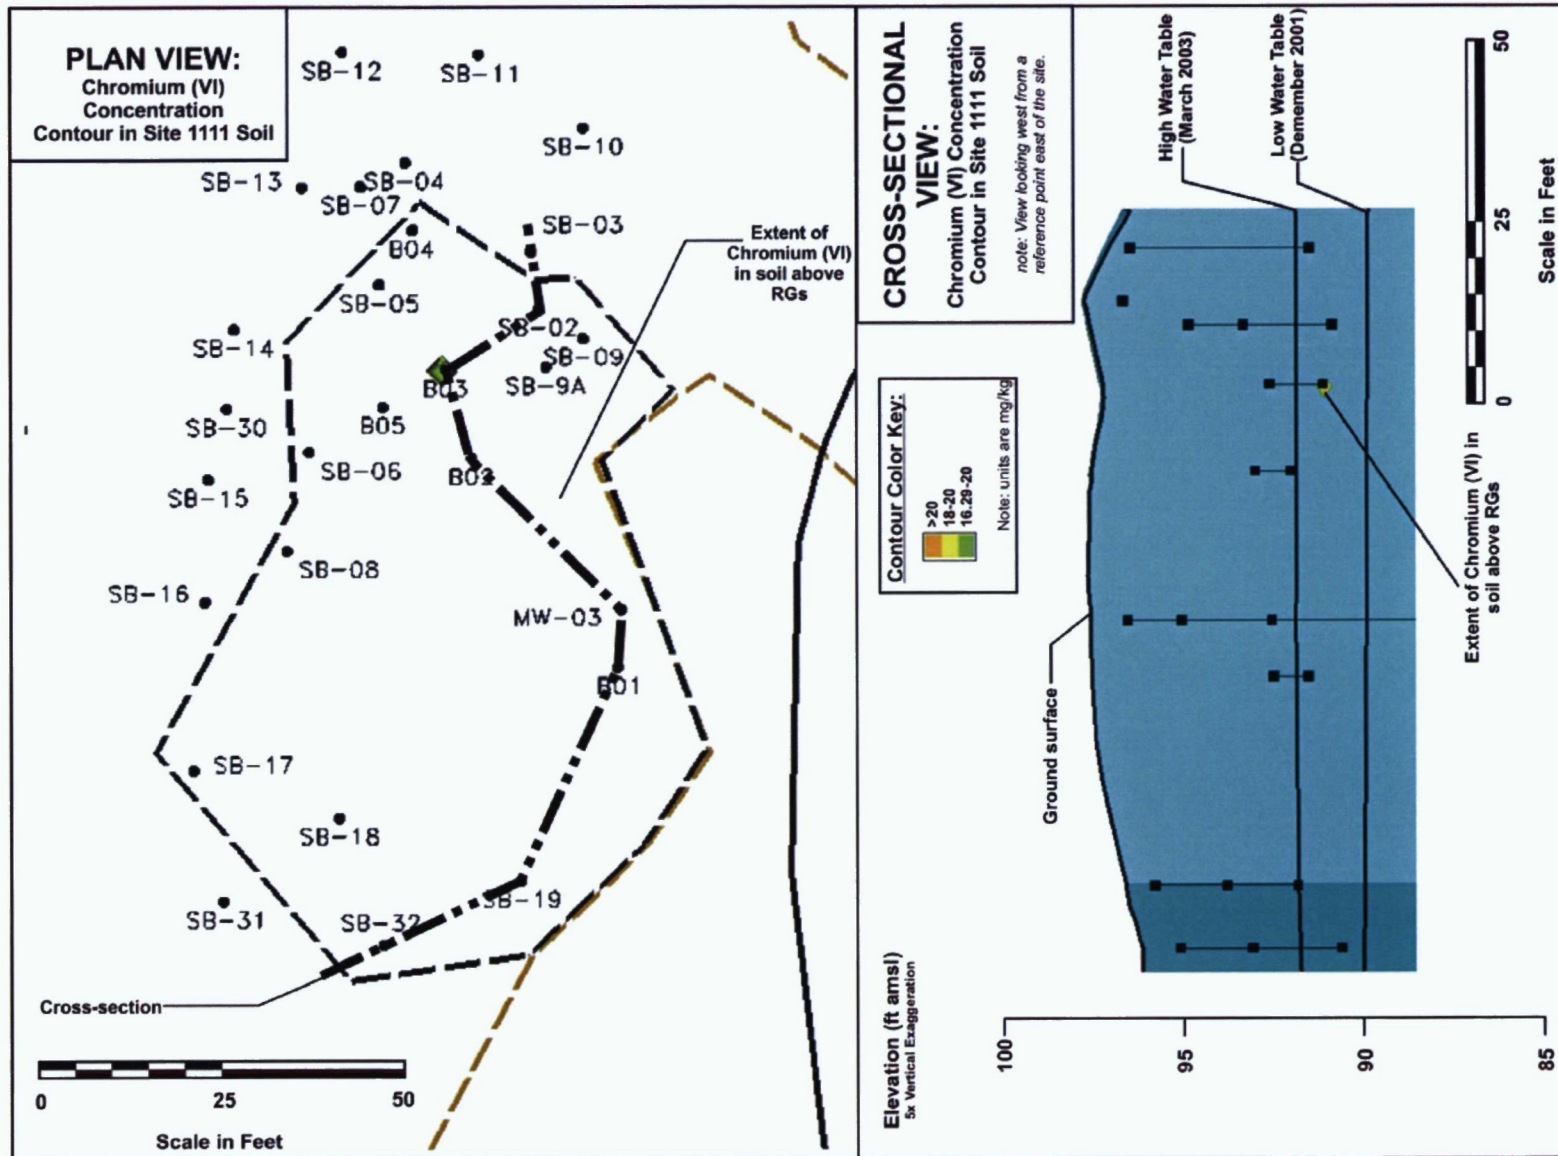 PLAN VIEW:
Chromium (VI)
Concentration
Contour in Site 1111 Soil
SB-12
SB-11
SB-10
SB-13
SB-04
SB-07
SB-03
B04
Extent of
Chromium (VI)
in soil above
RGs
SB-05
SB-14
SB-02
SB-09
B03
SB-9A
SB-30
B05
SB-06
B02
SB-15
SB-08
SB-16
MW-03
B01
SB-17
SB-18
SB-31
SB-32
SB-19
Cross-section
0
25
50
Scale in Feet
CROSS-SECTIONAL
VIEW:
Chromium (VI) Concentration
Contour in Site 1111 Soil
note: View looking west from a
reference point east of the site.
Contour Color Key:
>20
18-20
16.29-20
Note: units are mg/kg
High Water Table
(March 2003)
Low Water Table
(Demember 2001)
0
25
50
Scale in Feet
Extent of Chromium (VI) in
soil above RGs
Ground surface
Elevation (ft amsl)
5x Vertical Exaggeration
100
95
90
85